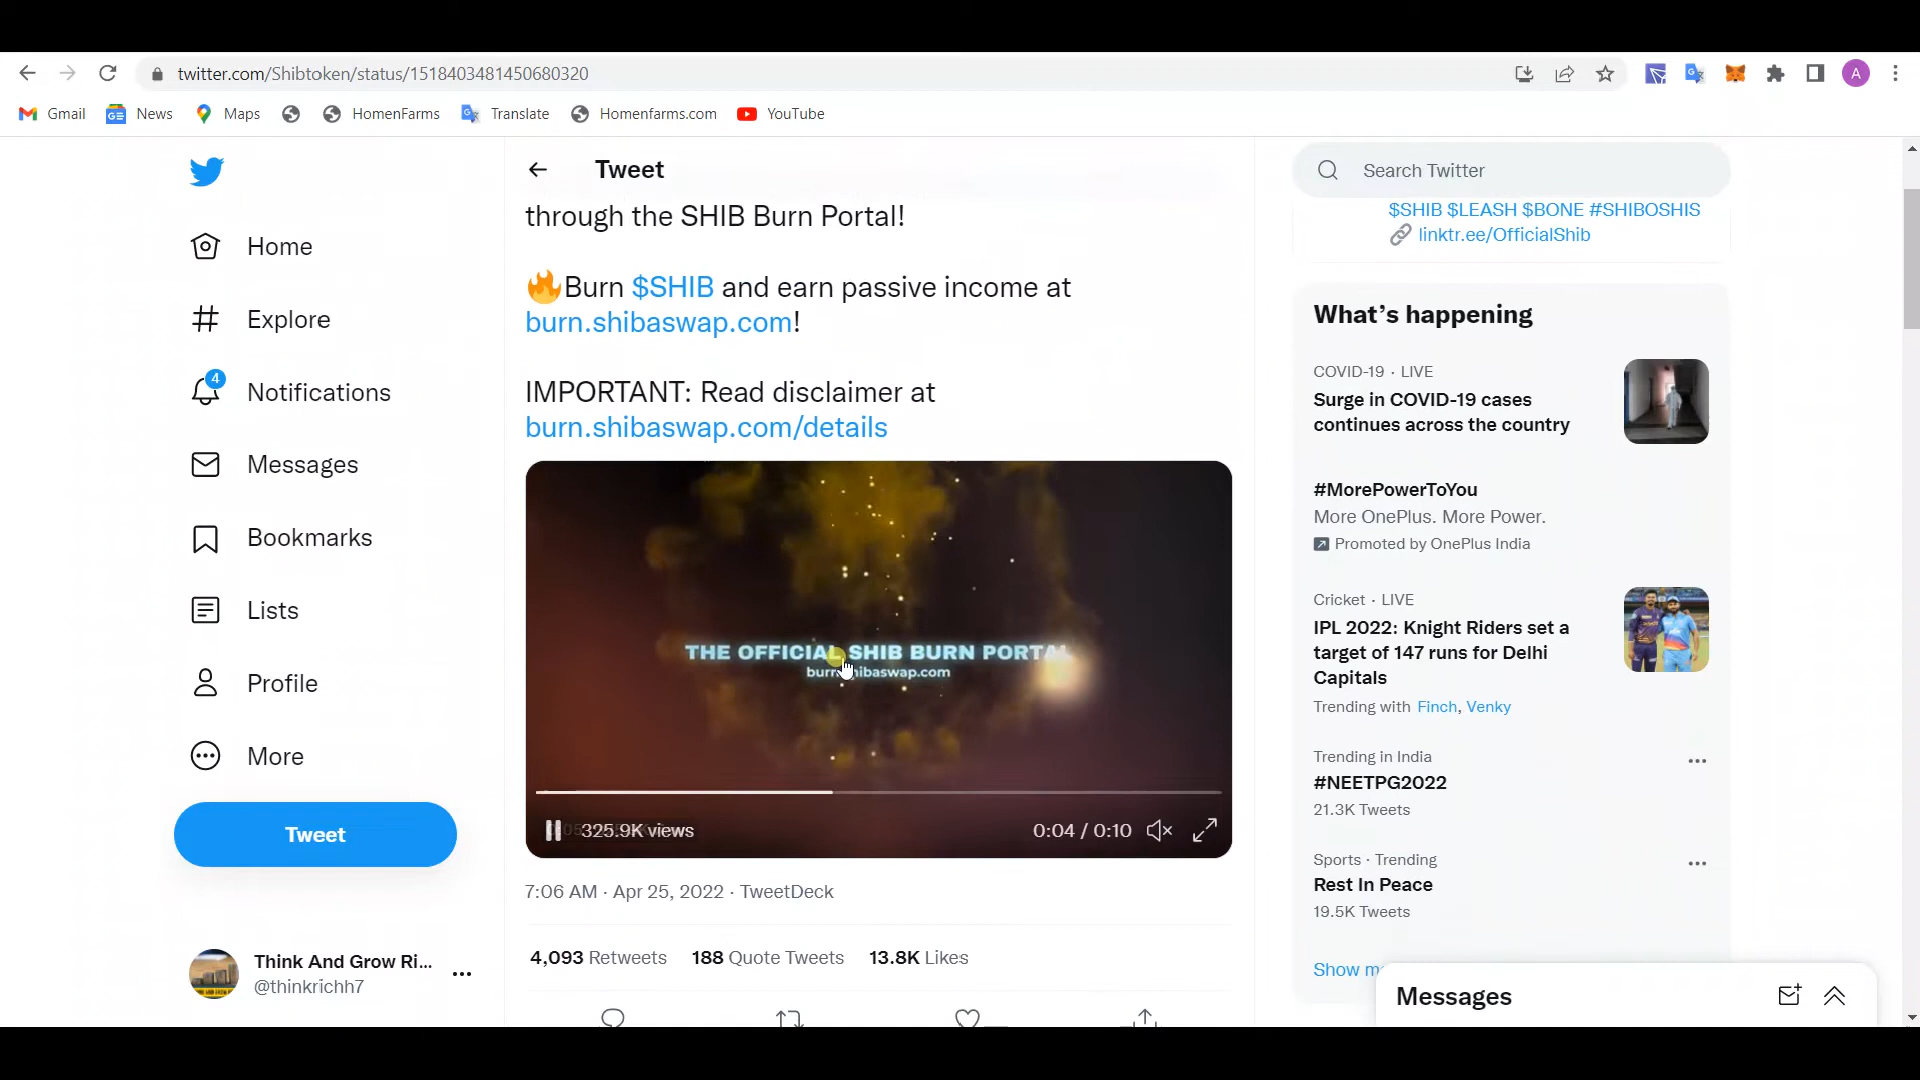 twitter.com/Shibtoken/status/1518403481450680320
A
Gmail
News
Maps
HomenFarms
Translate
Homenfarms.com
YouTube
Home
Explore
4
Notifications
Messages
Bookmarks
Lists
Profile
More
Tweet
Think And Grow Ri...
@thinkrichh7
Tweet
through the SHIB Burn Portal!
🔥Burn $SHIB and earn passive income at
burn.shibaswap.com!
IMPORTANT: Read disclaimer at
burn.shibaswap.com/details
THE OFFICIAL SHIB BURN PORTAL
325.9K views
0:04 / 0:10
7:06 AM · Apr 25, 2022 · TweetDeck
4,093 Retweets 188 Quote Tweets 13.8K Likes
Search Twitter
$SHIB $LEASH $BONE #SHIBOSHIS
linktr.ee/OfficialShib
What's happening
COVID-19 · LIVE
Surge in COVID-19 cases
continues across the country
#MorePowerToYou
More OnePlus. More Power.
Promoted by OnePlus India
Cricket · LIVE
IPL 2022: Knight Riders set a
target of 147 runs for Delhi
Capitals
Trending with Finch, Venky
Trending in India
#NEETPG2022
21.3K Tweets
Sports · Trending
Rest In Peace
19.5K Tweets
Show
Messages